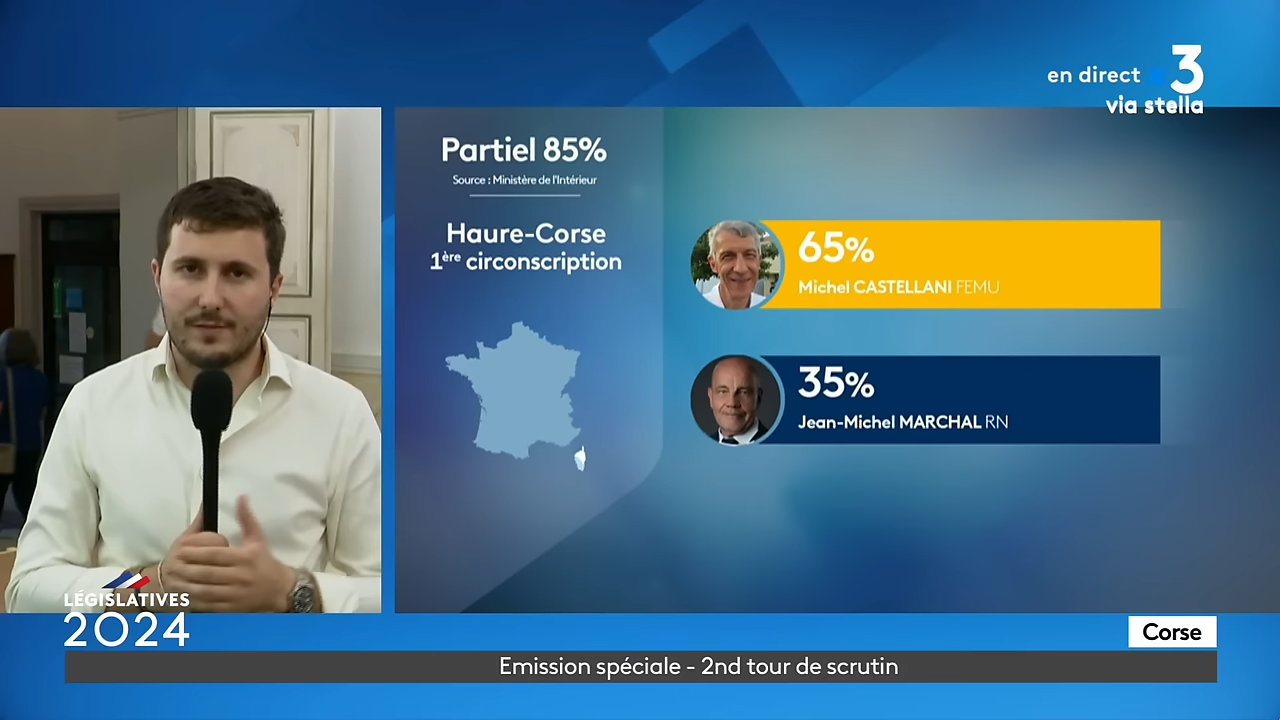 en direct 3
via stella
Partiel 85%
Source : Ministère de l'Intérieur
Haure-Corse
1ère circonscription
65%
Michel CASTELLANI FEMU
35%
Jean-Michel MARCHAL RN
LÉGISLATIVES
2024
Corse
Emission spéciale - 2nd tour de scrutin